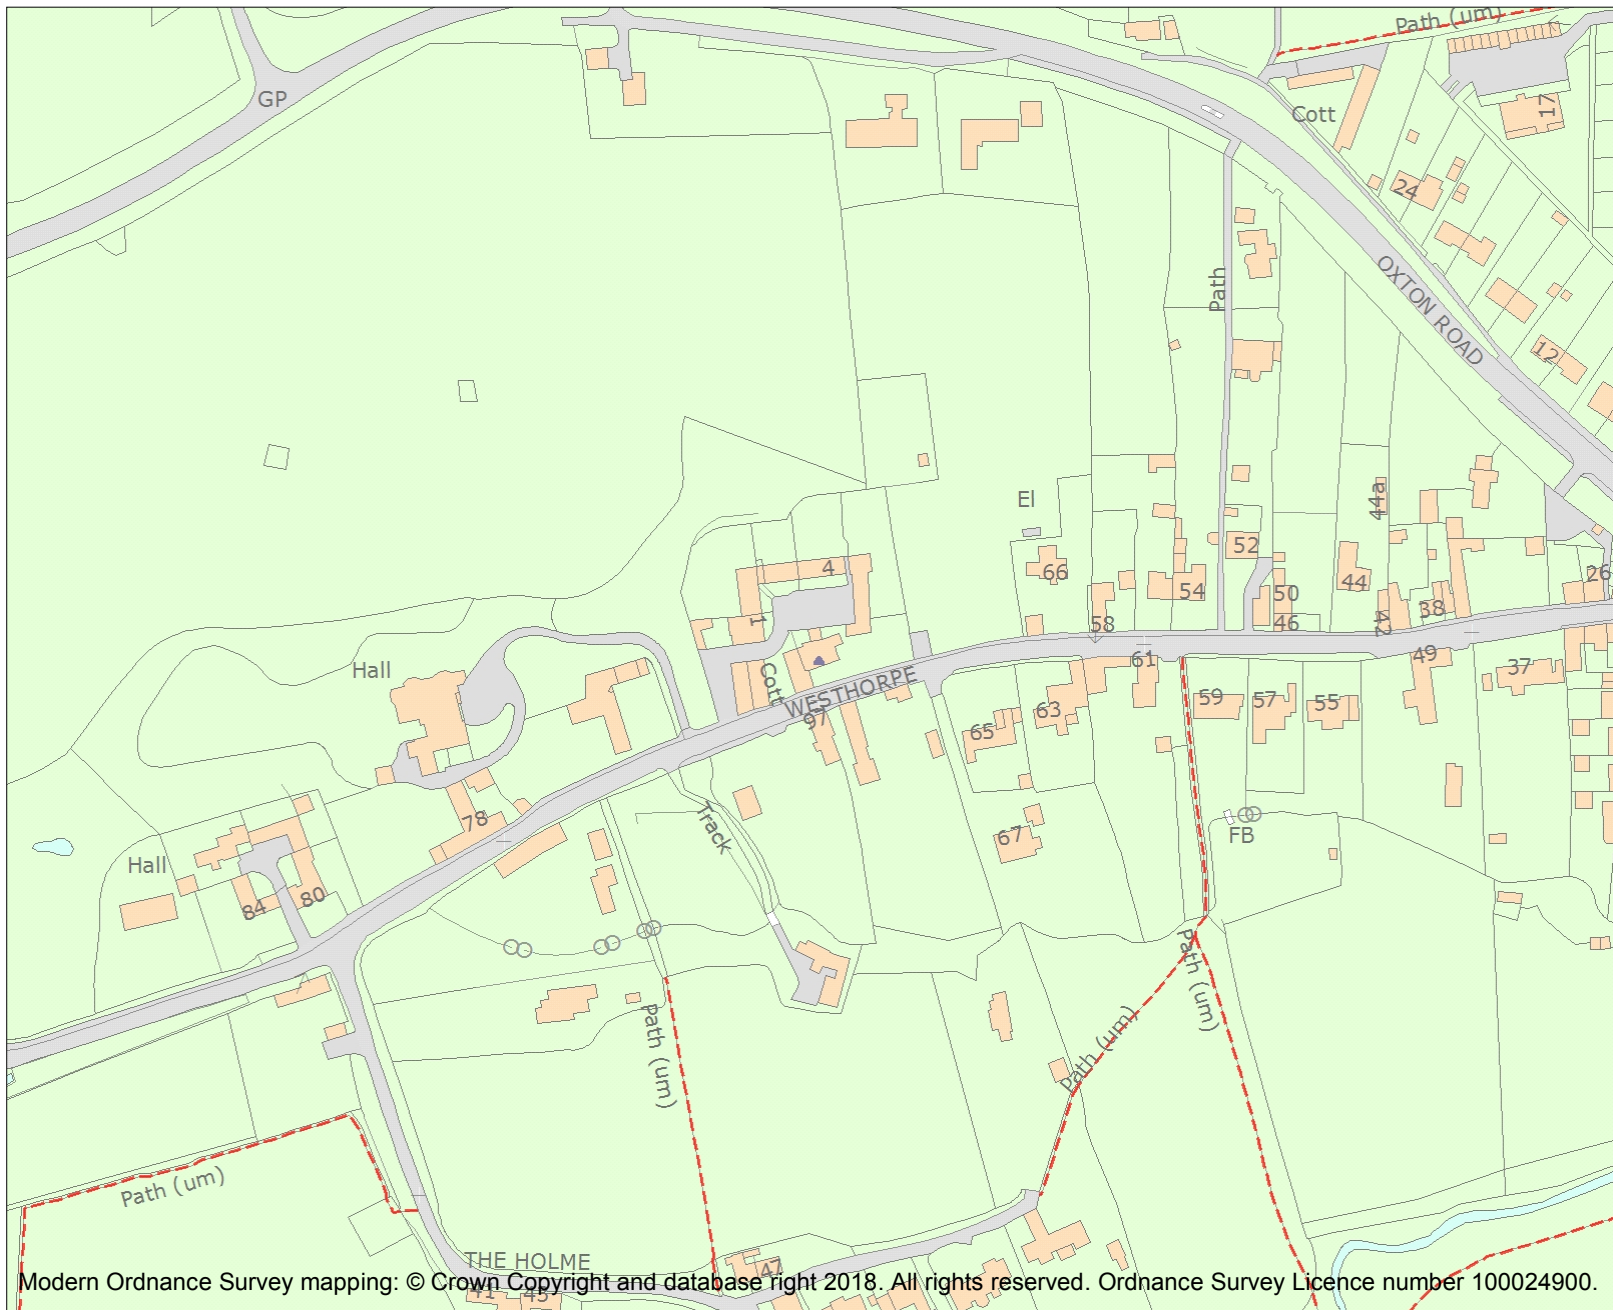 Path (um)
GP
Cott
17
24
OXTON ROAD
Path
12
El
44a
52
66
4
54
50
44
26
58
46
42
38
1
61
49
Hall
Cott
WESTHORPE
97
37
59
57
55
65
63
Track
78
67
FB
Hall
84
80
Path (um)
Path (um)
Path (um)
Path (um)
THE HOLME
47
41
45
Modern Ordnance Survey mapping: © Crown Copyright and database right 2018. All rights reserved. Ordnance Survey Licence number 100024900.